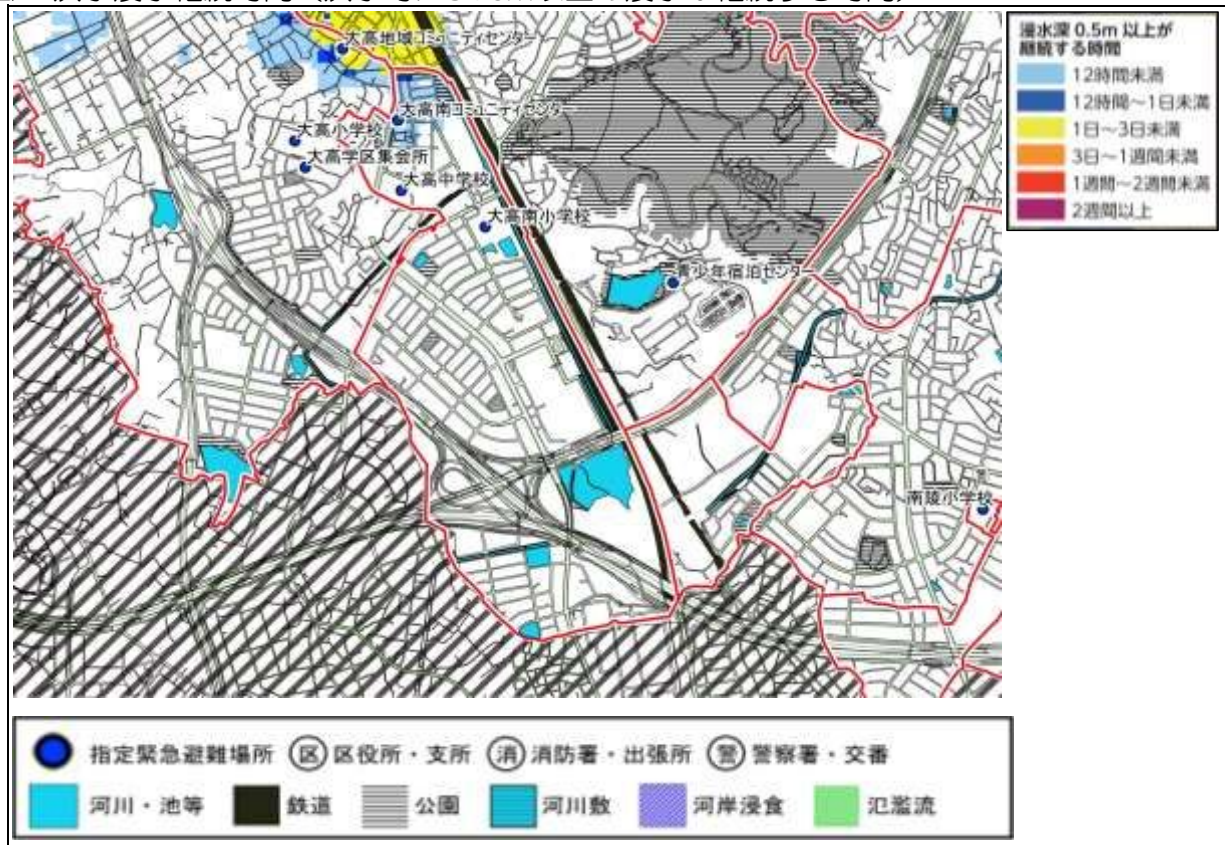 浸水深 0.5m 以上が
継続する時間
12時間未満
12時間～1日未満
1日～3日未満
3日～1週間未満
1週間～2週間未満
2週間以上
大高地域コミュニティセンター
大高南コミュニティセンター
大高小学校
大高学区集会所
大高中学校
大高南小学校
青少年宿泊センター
南陵小学校
指定緊急避難場所 区 区役所・支所 消 消防署・出張所 警 警察署・交番
河川・池等 鉄道 公園 河川敷 河岸浸食 氾濫流